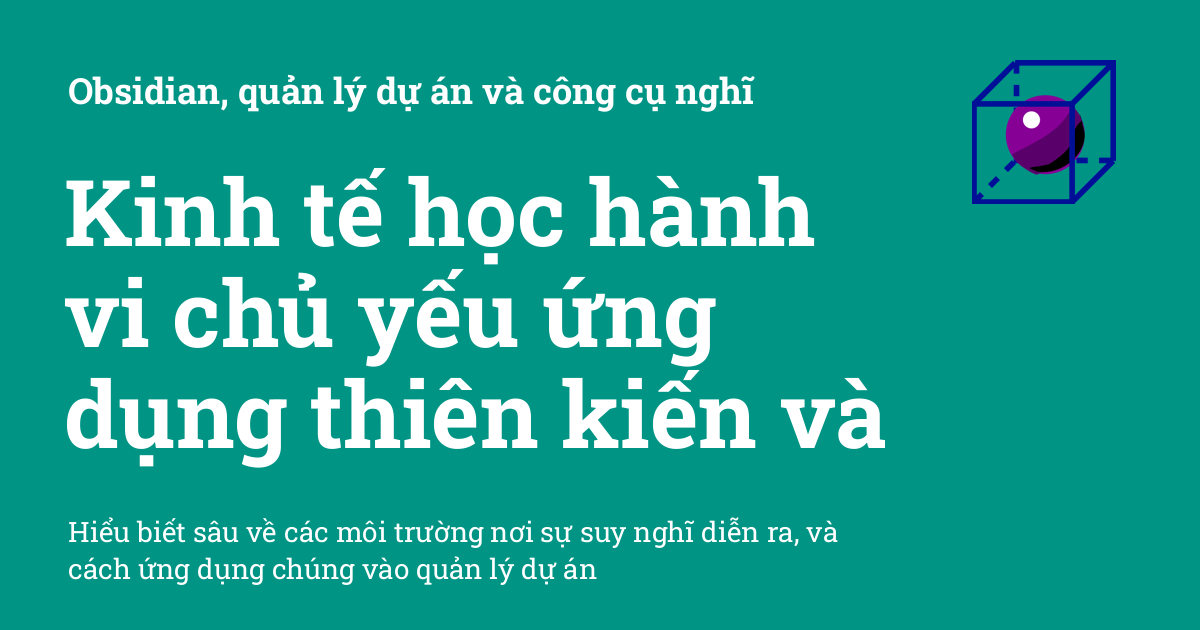 Obsidian, quản lý dự án và công cụ nghĩ
Kinh tế học hành
vi chủ yếu ứng
dụng thiên kiến và
Hiểu biết sâu về các môi trường nơi sự suy nghĩ diễn ra, và
cách ứng dụng chúng vào quản lý dự án